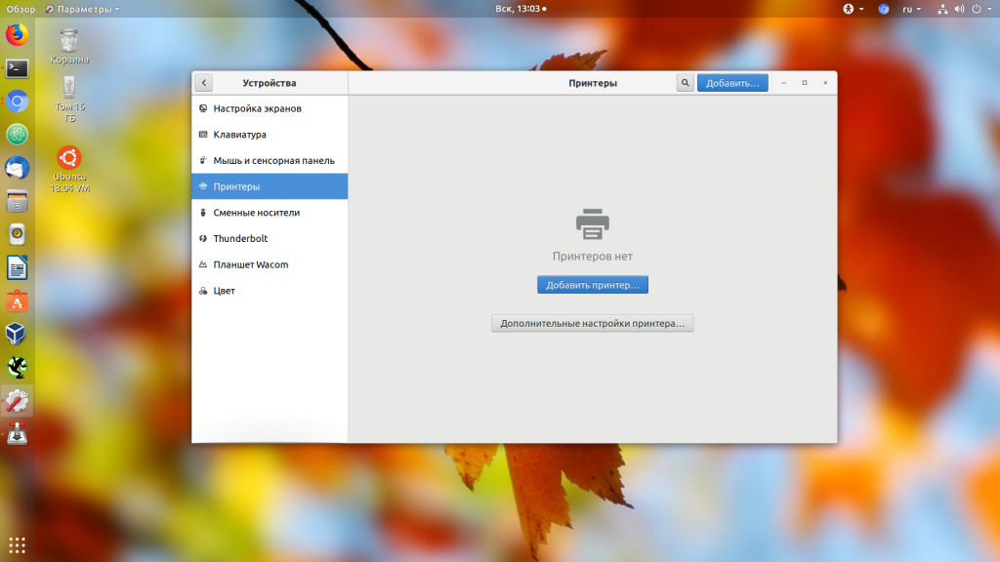 Обзор
Параметры
Вск, 13:03
ru
Корзина
Том 15
ГБ
Ubuntu
18.04 VM
Устройства
Принтеры
Добавить…
Настройка экранов
Клавиатура
Мышь и сенсорная панель
Принтеры
Сменные носители
Thunderbolt
Планшет Wacom
Цвет
Принтеров нет
Добавить принтер…
Дополнительные настройки принтера…